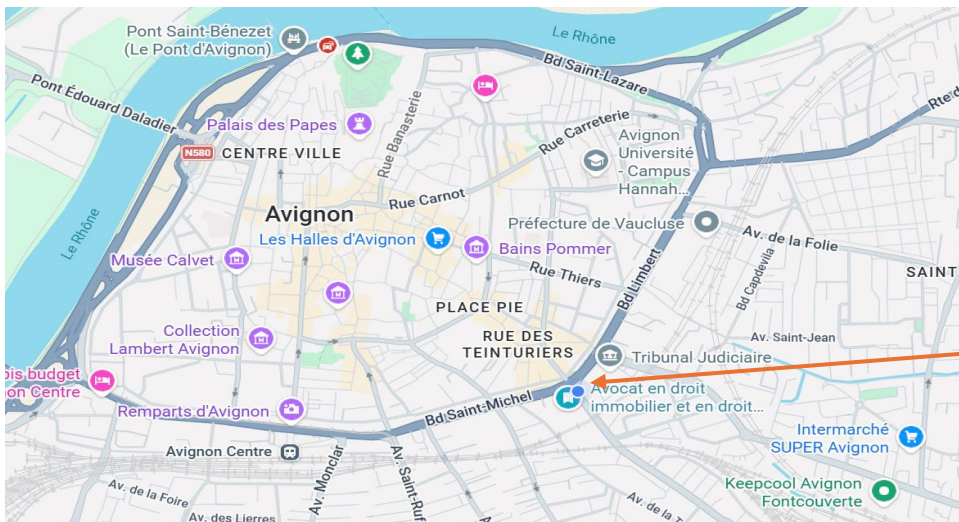 Pont Saint-Bénezet
(Le Pont d'Avignon)
Le Rhône
Bd Saint-Lazare
Pont Édouard Daladier
Palais des Papes
Rue Banasterie
Rue Carreterie
Rte d
N580
CENTRE VILLE
Avignon
Université
- Campus
Hannah...
Rue Carnot
Avignon
Les Halles d'Avignon
Préfecture de Vaucluse
Le Rhône
Musée Calvet
Bains Pommer
Av. de la Folie
Rue Thiers
Bd Limbert
Bd Capdevila
SAINT
PLACE PIE
Collection
Lambert Avignon
RUE DES
TEINTURIERS
Av. Saint-Jean
Tribunal Judiciaire
ois budget
on Centre
Avocat en droit
immobilier et en droit...
Remparts d'Avignon
Bd Saint-Michel
Intermarché
SUPER Avignon
Avignon Centre
Av. Monclar
Av. Saint-Ruf
Keepcool Avignon
Fontcouverte
Av. de la Foire
Av. des Lierres
Av. de la T